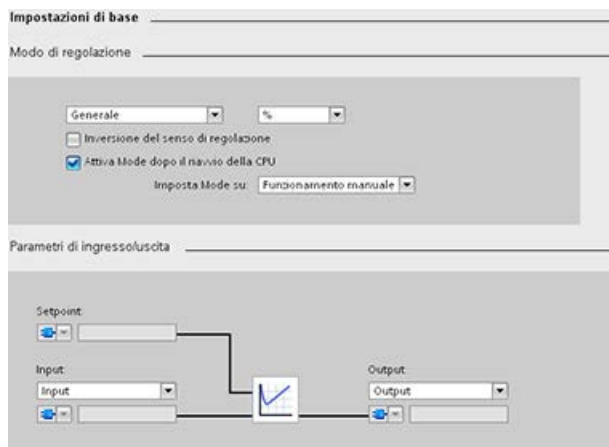 Impostazioni di base
Modo di regolazione
Generale %
Inversione del senso di regolazione
Attiva Mode dopo il riavvio della CPU
Imposta Mode su: Funzionamento manuale
Parametri di ingresso/uscita
Setpoint:
Input: Output:
Input Output